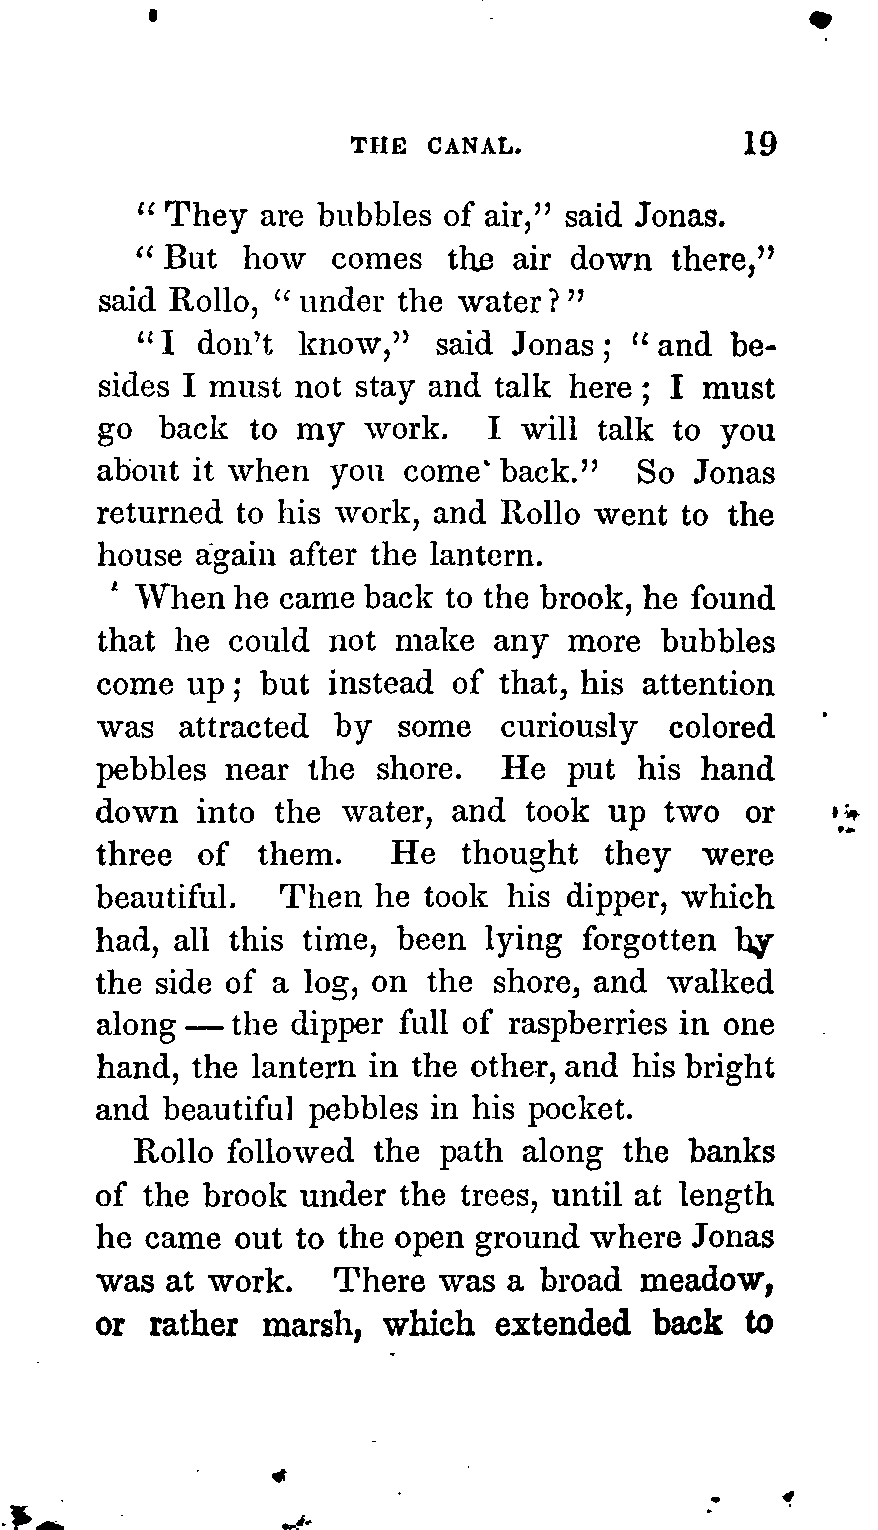 THE CANAL. 19
“They are bubbles of air,” said Jonas.
“But how comes the air down there,”
said Rollo, “under the water?”
“I don’t know,” said Jonas; “and be-
sides I must not stay and talk here; I must
go back to my work. I will talk to you
about it when you come back.” So Jonas
returned to his work, and Rollo went to the
house again after the lantern.
When he came back to the brook, he found
that he could not make any more bubbles
come up; but instead of that, his attention
was attracted by some curiously colored
pebbles near the shore. He put his hand
down into the water, and took up two or
three of them. He thought they were
beautiful. Then he took his dipper, which
had, all this time, been lying forgotten by
the side of a log, on the shore, and walked
along — the dipper full of raspberries in one
hand, the lantern in the other, and his bright
and beautiful pebbles in his pocket.
Rollo followed the path along the banks
of the brook under the trees, until at length
he came out to the open ground where Jonas
was at work. There was a broad meadow,
or rather marsh, which extended back to